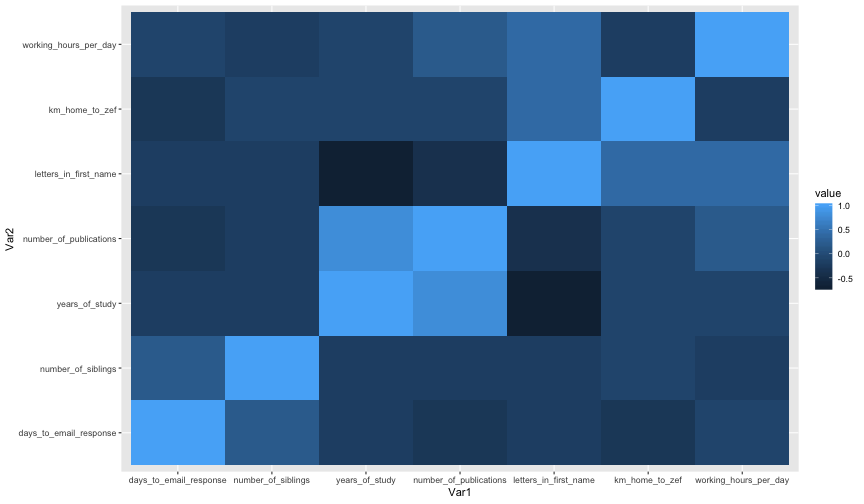 working_hours_per_day
km_home_to_zef
letters_in_first_name
number_of_publications
years_of_study
number_of_siblings
days_to_email_response
Var2
days_to_email_response number_of_siblings years_of_study number_of_publications letters_in_first_name km_home_to_zef working_hours_per_day
Var1
value
1.0
0.5
0.0
-0.5